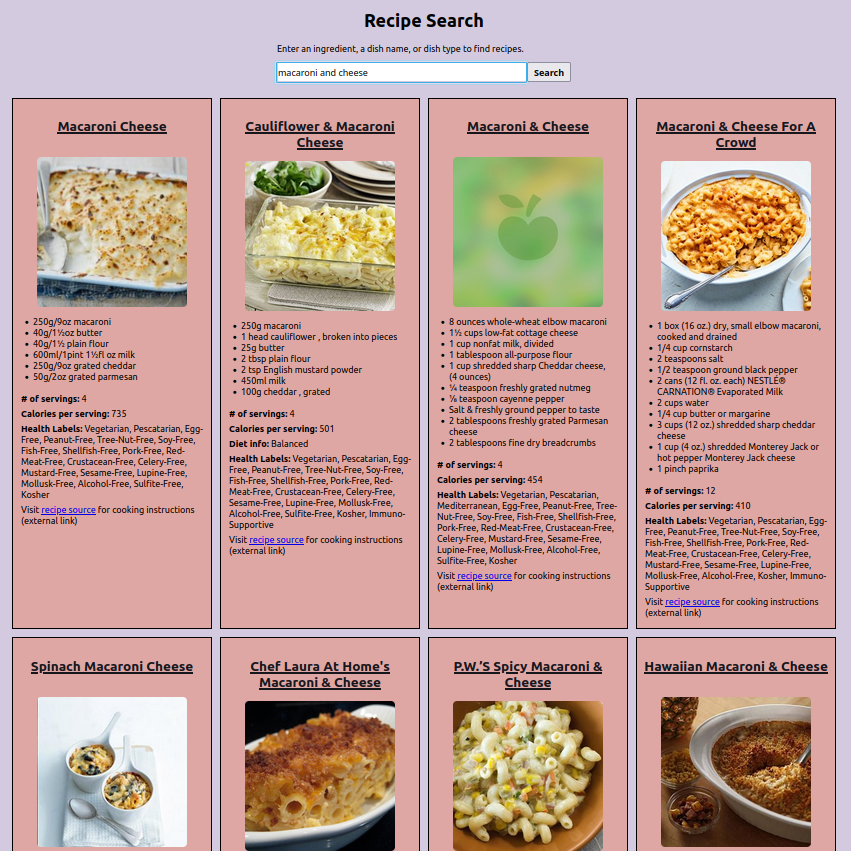 Recipe Search
Enter an ingredient, a dish name, or dish type to find recipes.
macaroni and cheese
Search
Macaroni Cheese
• 250g/9oz macaroni
• 40g/1½oz butter
• 40g/1½ plain flour
• 600ml/1pint 1½fl oz milk
• 250g/9oz grated cheddar
• 50g/2oz grated parmesan
# of servings: 4
Calories per serving: 735
Health Labels: Vegetarian, Pescatarian, Egg-
Free, Peanut-Free, Tree-Nut-Free, Soy-Free,
Fish-Free, Shellfish-Free, Pork-Free, Red-
Meat-Free, Crustacean-Free, Celery-Free,
Mustard-Free, Sesame-Free, Lupine-Free,
Mollusk-Free, Alcohol-Free, Sulfite-Free,
Kosher
Visit recipe source for cooking instructions
(external link)
Cauliflower & Macaroni
Cheese
• 250g macaroni
• 1 head cauliflower , broken into pieces
• 25g butter
• 2 tbsp plain flour
• 2 tsp English mustard powder
• 450ml milk
• 100g cheddar , grated
# of servings: 4
Calories per serving: 501
Diet info: Balanced
Health Labels: Vegetarian, Pescatarian, Egg-
Free, Peanut-Free, Tree-Nut-Free, Soy-Free,
Fish-Free, Shellfish-Free, Pork-Free, Red-
Meat-Free, Crustacean-Free, Celery-Free,
Sesame-Free, Lupine-Free, Mollusk-Free,
Alcohol-Free, Sulfite-Free, Kosher, Immuno-
Supportive
Visit recipe source for cooking instructions
(external link)
Macaroni & Cheese
• 8 ounces whole-wheat elbow macaroni
• 1½ cups low-fat cottage cheese
• 1 cup nonfat milk, divided
• 1 tablespoon all-purpose flour
• 1 cup shredded sharp Cheddar cheese,
(4 ounces)
• ¼ teaspoon freshly grated nutmeg
• ⅛ teaspoon cayenne pepper
• Salt & freshly ground pepper to taste
• 2 tablespoons freshly grated Parmesan
cheese
• 2 tablespoons fine dry breadcrumbs
# of servings: 4
Calories per serving: 454
Health Labels: Vegetarian, Pescatarian,
Mediterranean, Egg-Free, Peanut-Free, Tree-
Nut-Free, Soy-Free, Fish-Free, Shellfish-Free,
Pork-Free, Red-Meat-Free, Crustacean-Free,
Celery-Free, Mustard-Free, Sesame-Free,
Lupine-Free, Mollusk-Free, Alcohol-Free,
Sulfite-Free, Kosher
Visit recipe source for cooking instructions
(external link)
Macaroni & Cheese For A
Crowd
• 1 box (16 oz.) dry, small elbow macaroni,
cooked and drained
• 1/4 cup cornstarch
• 2 teaspoons salt
• 1/2 teaspoon ground black pepper
• 2 cans (12 fl. oz. each) NESTLÉ®
CARNATION® Evaporated Milk
• 2 cups water
• 1/4 cup butter or margarine
• 3 cups (12 oz.) shredded sharp cheddar
cheese
• 1 cup (4 oz.) shredded Monterey Jack or
hot pepper Monterey Jack cheese
• 1 pinch paprika
# of servings: 12
Calories per serving: 410
Health Labels: Vegetarian, Pescatarian, Egg-
Free, Peanut-Free, Tree-Nut-Free, Soy-Free,
Fish-Free, Shellfish-Free, Pork-Free, Red-
Meat-Free, Crustacean-Free, Celery-Free,
Mustard-Free, Sesame-Free, Lupine-Free,
Mollusk-Free, Alcohol-Free, Kosher, Immuno-
Supportive
Visit recipe source for cooking instructions
(external link)
Spinach Macaroni Cheese
Chef Laura At Home's
Macaroni & Cheese
P.W.'S Spicy Macaroni &
Cheese
Hawaiian Macaroni & Cheese